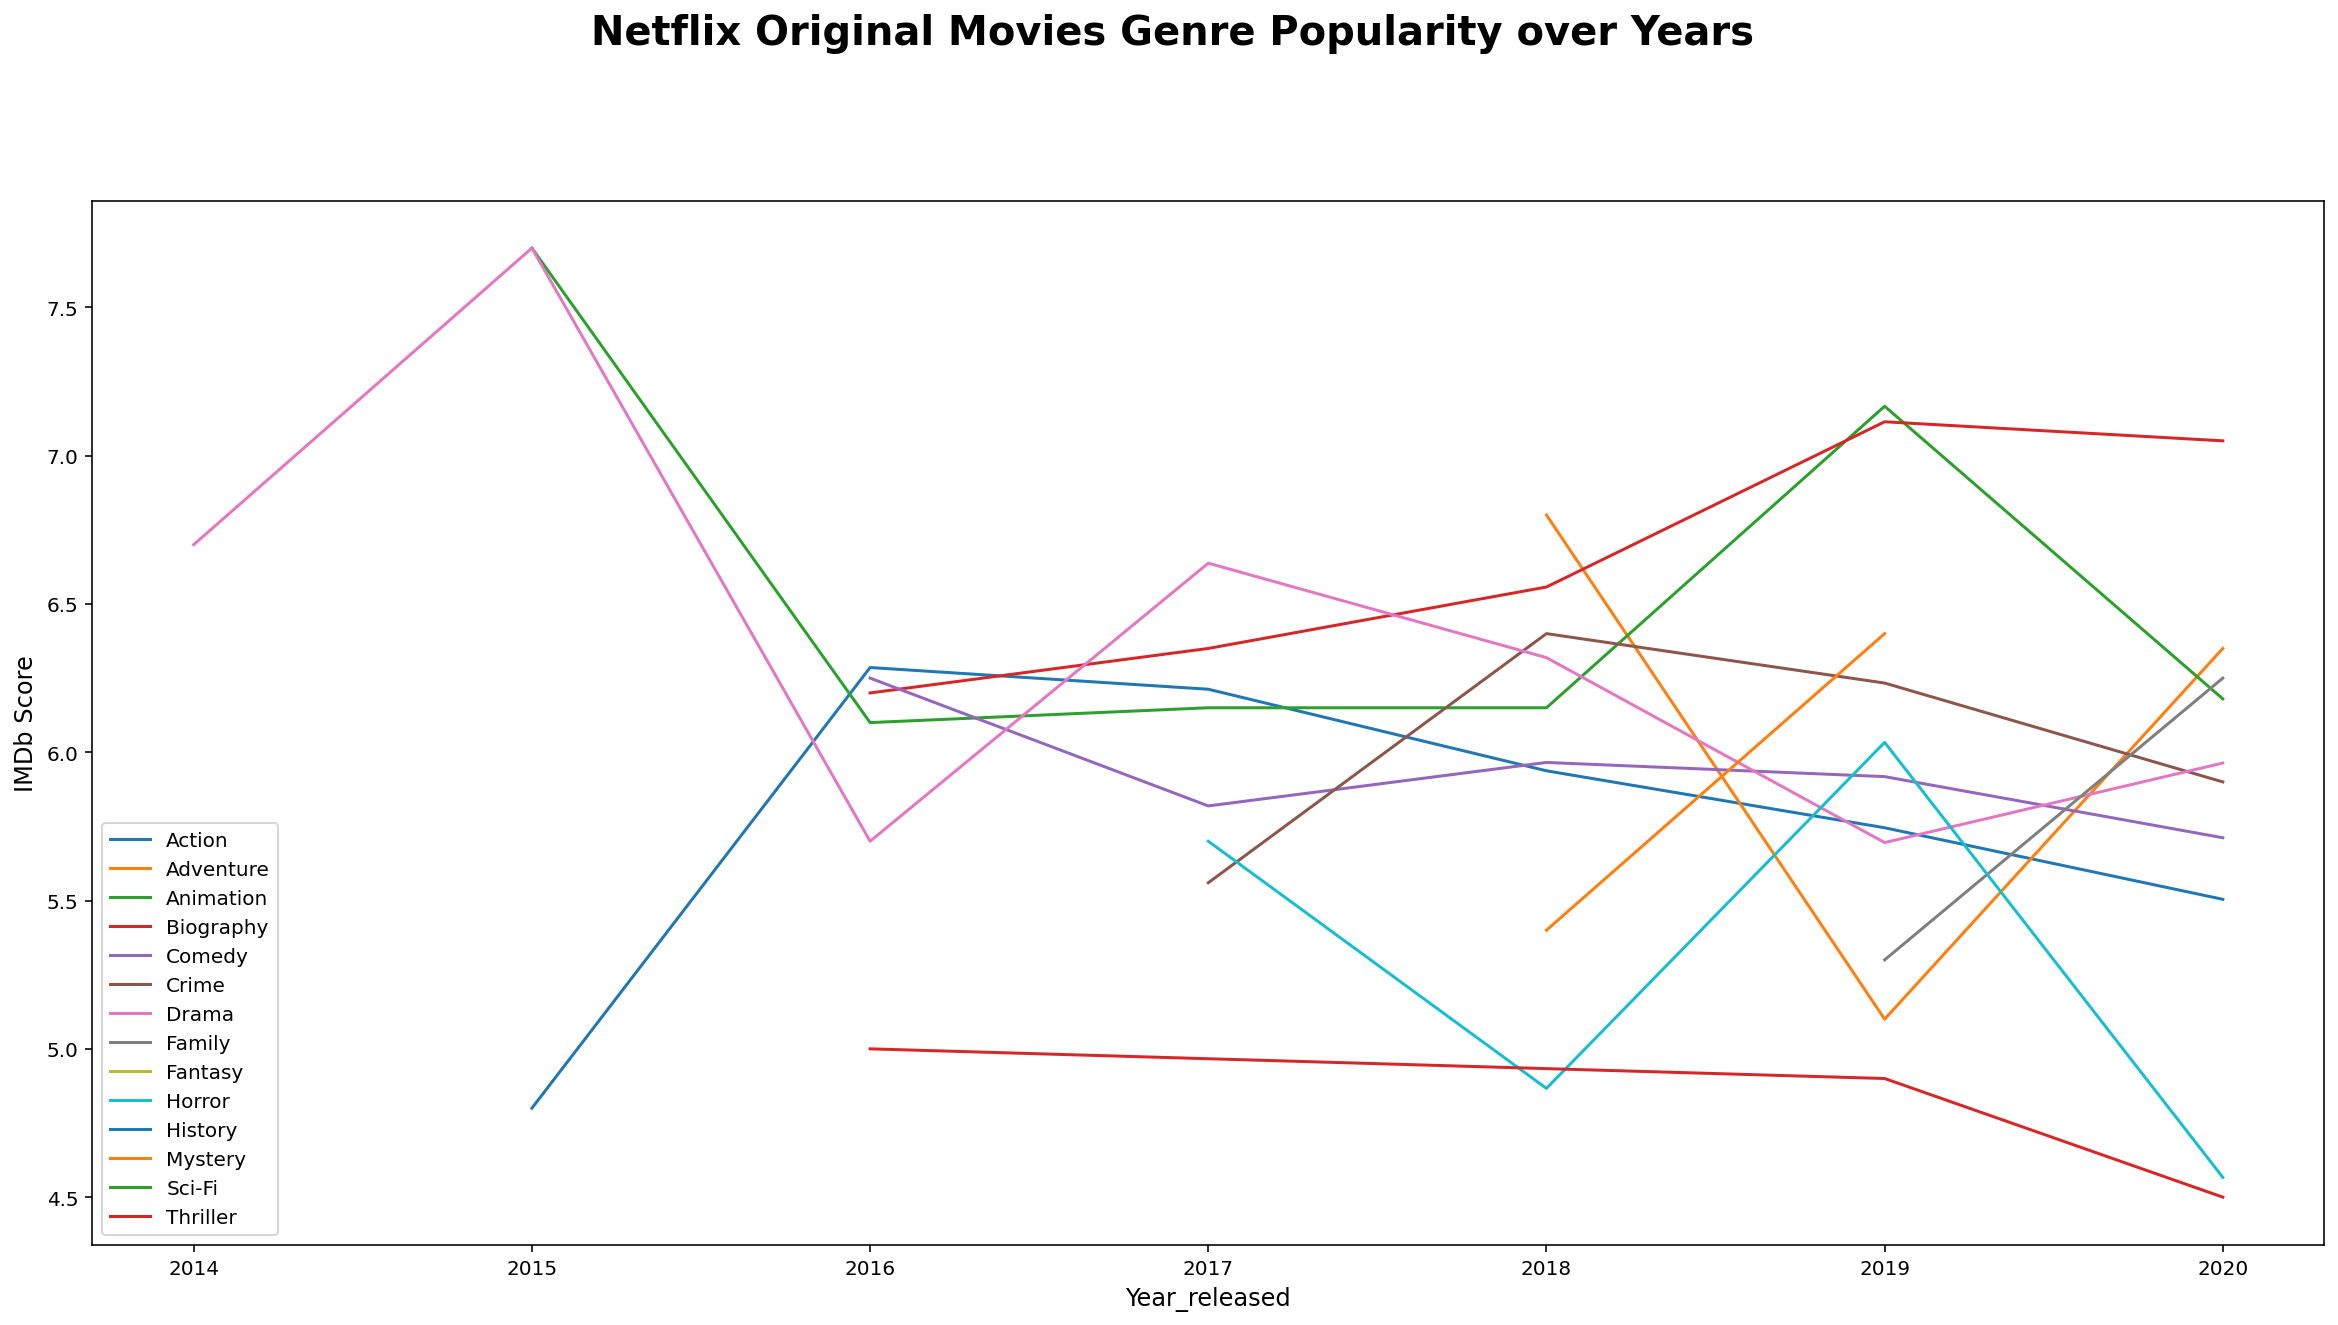 Netflix Original Movies Genre Popularity over Years
IMDb Score
7.5
7.0
6.5
6.0
5.5
5.0
4.5
Action
Adventure
Animation
Biography
Comedy
Crime
Drama
Family
Fantasy
Horror
History
Mystery
Sci-Fi
Thriller
2014 2015 2016 2017 2018 2019 2020
Year_released